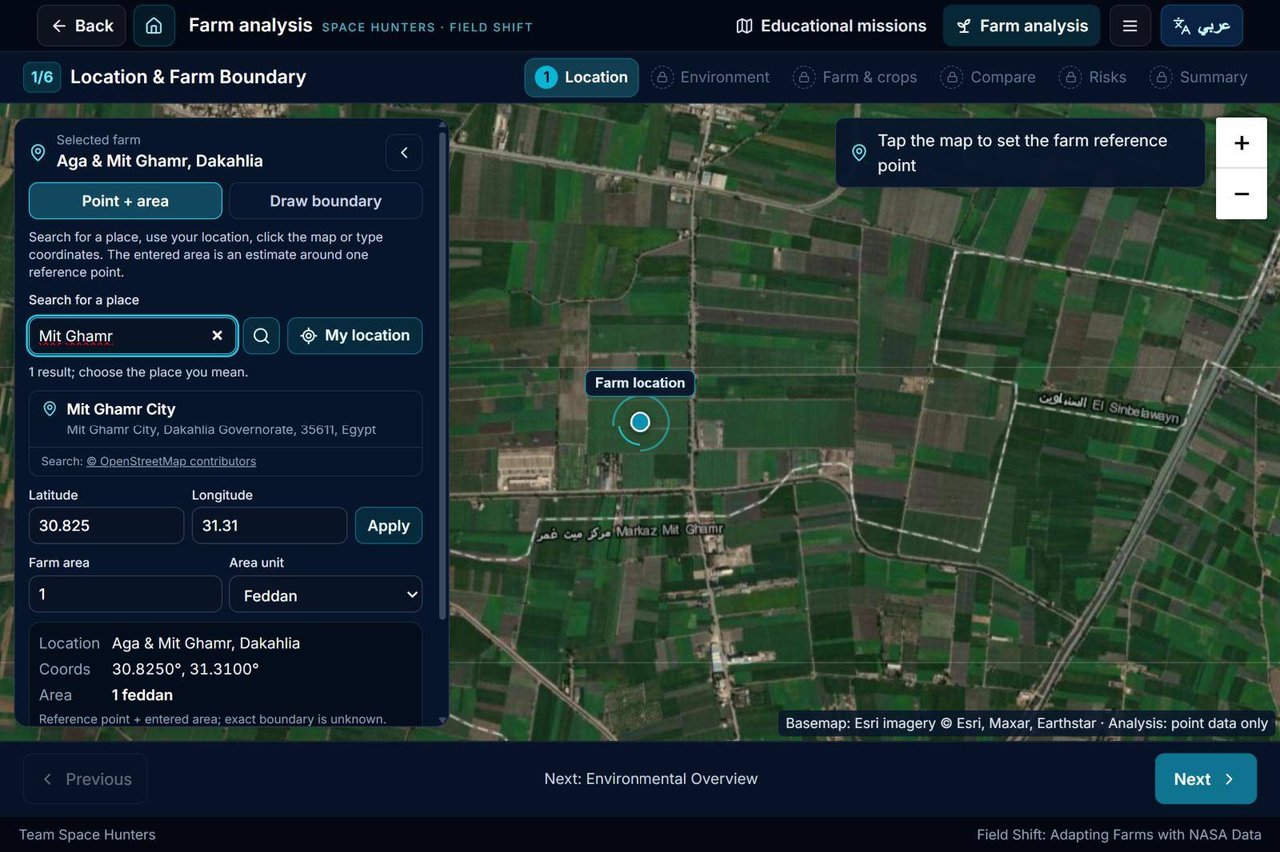 Back
Farm analysis SPACE HUNTERS · FIELD SHIFT
Educational missions
Farm analysis
عربي
1/6 Location & Farm Boundary
1 Location
Environment
Farm & crops
Compare
Risks
Summary
Selected farm
Aga & Mit Ghamr, Dakahlia
Point + area
Draw boundary
Search for a place, use your location, click the map or type
coordinates. The entered area is an estimate around one
reference point.
Search for a place
Mit Ghamr
My location
1 result; choose the place you mean.
Mit Ghamr City
Mit Ghamr City, Dakahlia Governorate, 35611, Egypt
Search: © OpenStreetMap contributors
Latitude Longitude
30.825 31.31 Apply
Farm area Area unit
1 Feddan
Location Aga & Mit Ghamr, Dakahlia
Coords 30.8250°, 31.3100°
Area 1 feddan
Reference point + entered area; exact boundary is unknown.
Tap the map to set the farm reference
point
+
−
Farm location
السنبلاوين El Sinbelawayn
مركز ميت غمر Markaz Mit Ghamr
Basemap: Esri imagery © Esri, Maxar, Earthstar · Analysis: point data only
Previous
Next: Environmental Overview
Next
Team Space Hunters
Field Shift: Adapting Farms with NASA Data